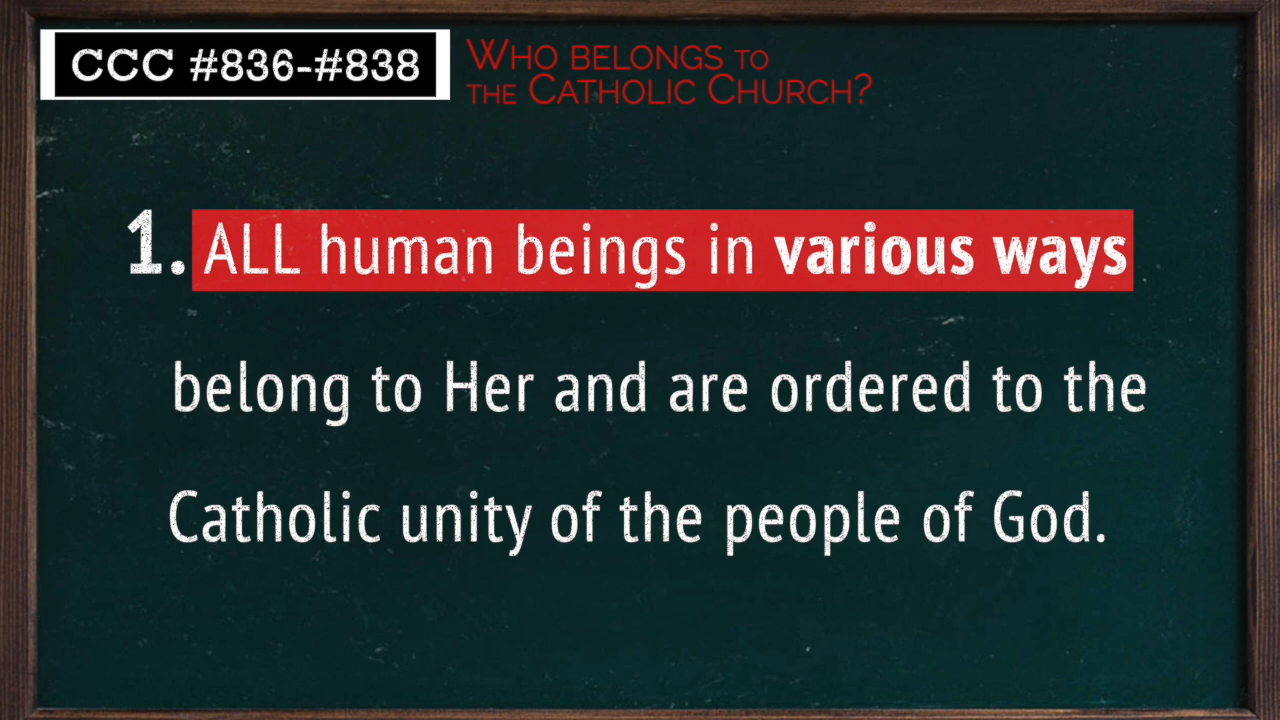 CCC #836-#838
WHO BELONGS TO
THE CATHOLIC CHURCH?
1. ALL human beings in various ways
belong to Her and are ordered to the
Catholic unity of the people of God.